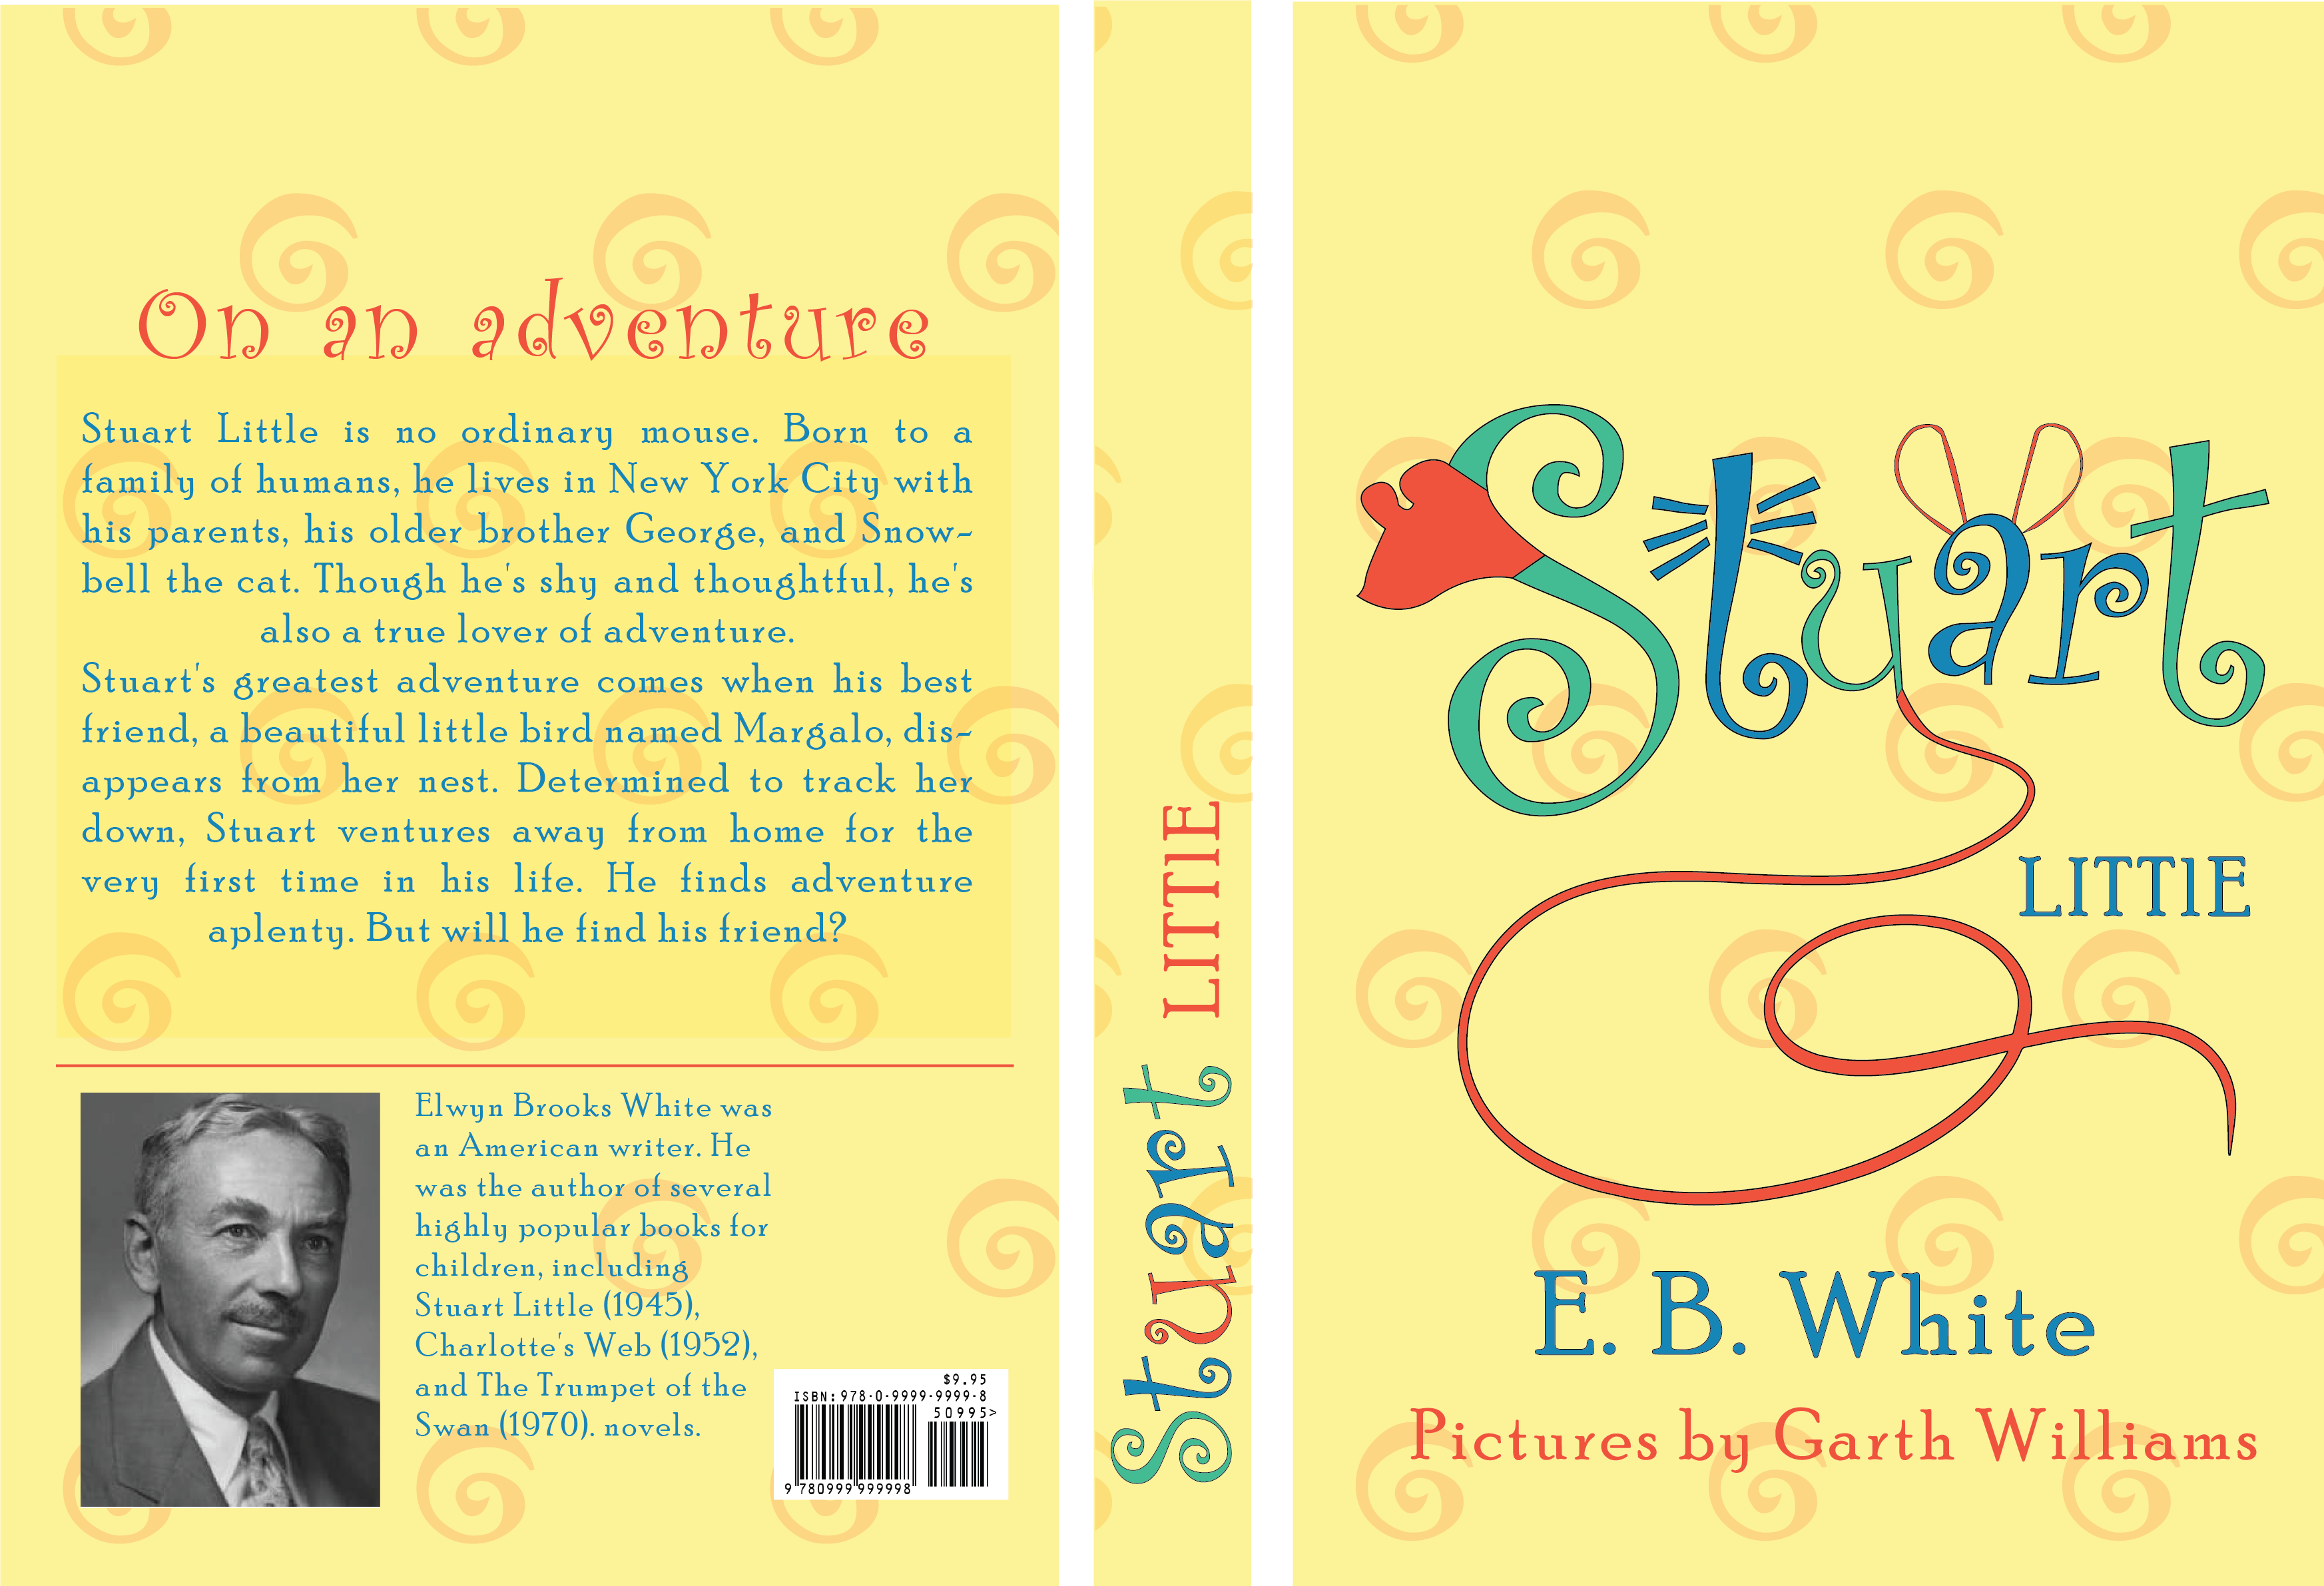 On an adventure
Stuart Little is no ordinary mouse. Born to a
family of humans, he lives in New York City with
his parents, his older brother George, and Snow-
bell the cat. Though he's shy and thoughtful, he's
also a true lover of adventure.
Stuart's greatest adventure comes when his best
friend, a beautiful little bird named Margalo, dis-
appears from her nest. Determined to track her
down, Stuart ventures away from home for the
very first time in his life. He finds adventure
aplenty. But will he find his friend?
Elwyn Brooks White was
an American writer. He
was the author of several
highly popular books for
children, including
Stuart Little (1945),
Charlotte's Web (1952),
and The Trumpet of the
Swan (1970). novels.
$9.95
ISBN: 978-0-9999-9999-8
50995>
9 780999 999998
Stuart LITTlE
Stuart
LITTlE
E. B. White
Pictures by Garth Williams